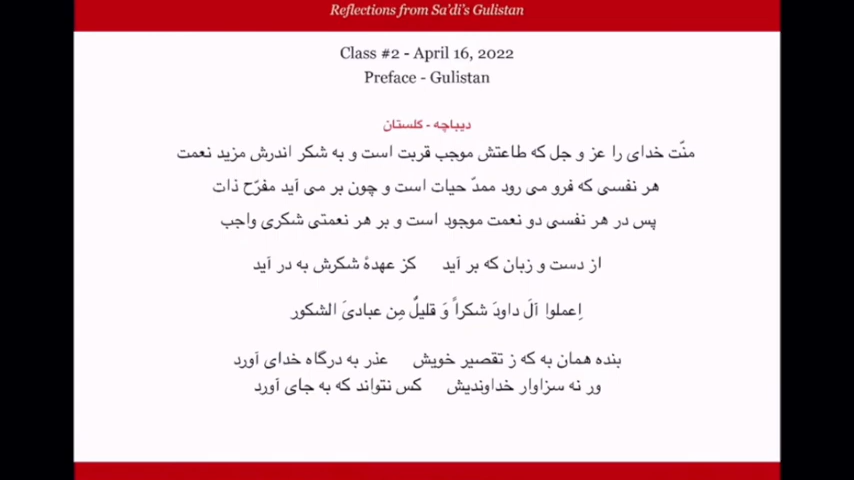 Reflections from Sa'di's Gulistan
Class #2 - April 16, 2022
Preface - Gulistan
دیباچه - گلستان
منّت خدای را عز و جل که طاعتش موجب قربت است و به شکر اندرش مزید نعمت
هر نفسی که فرو می رود ممدّ حیات است و چون بر می آید مفرّح ذات
پس در هر نفسی دو نعمت موجود است و بر هر نعمتی شکری واجب
از دست و زبان که بر آید کز عهدهٔ شکرش به در آید
اِعملوا آلَ داودَ شکراً وَ قلیلٌ مِن عبادیَ الشکور
بنده همان به که ز تقصیر خویش عذر به درگاه خدای آورد
ور نه سزاوار خداوندیش کس نتواند که به جای آورد